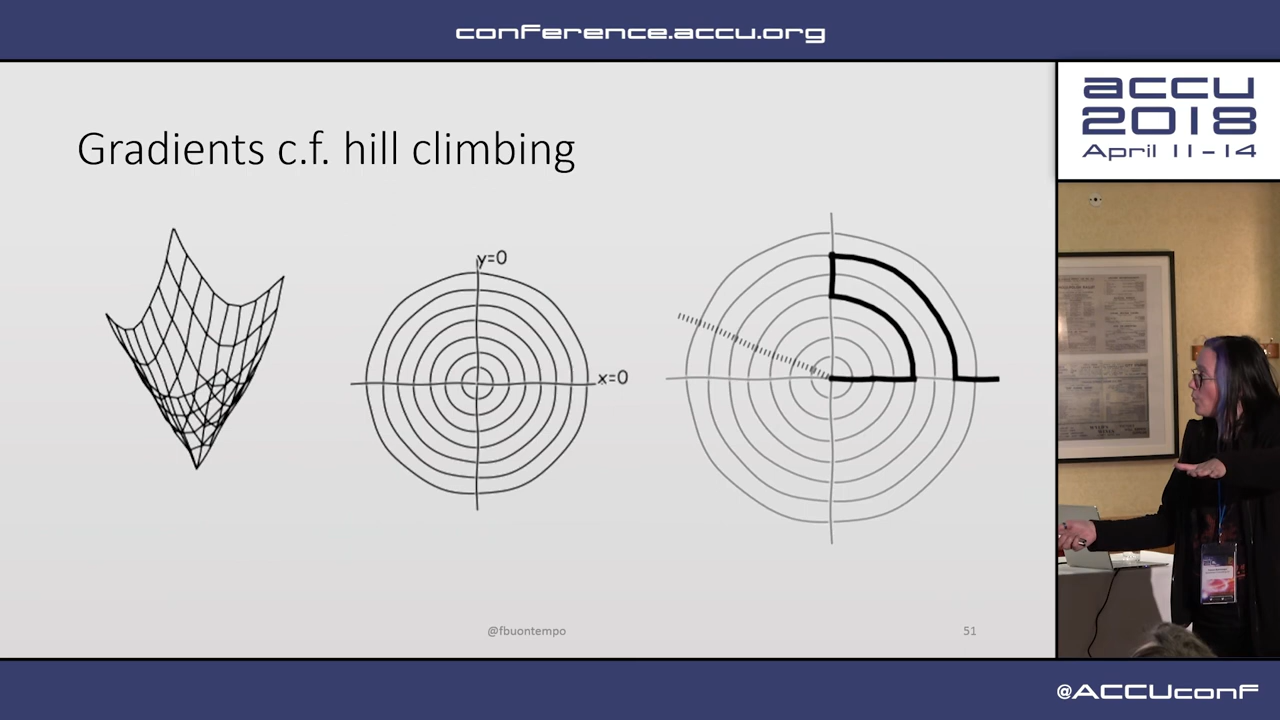 conference.accu.org
accu
2018
April 11-14
Gradients c.f. hill climbing
y=0
x=0
@fbuontempo
51
@ACCUconf